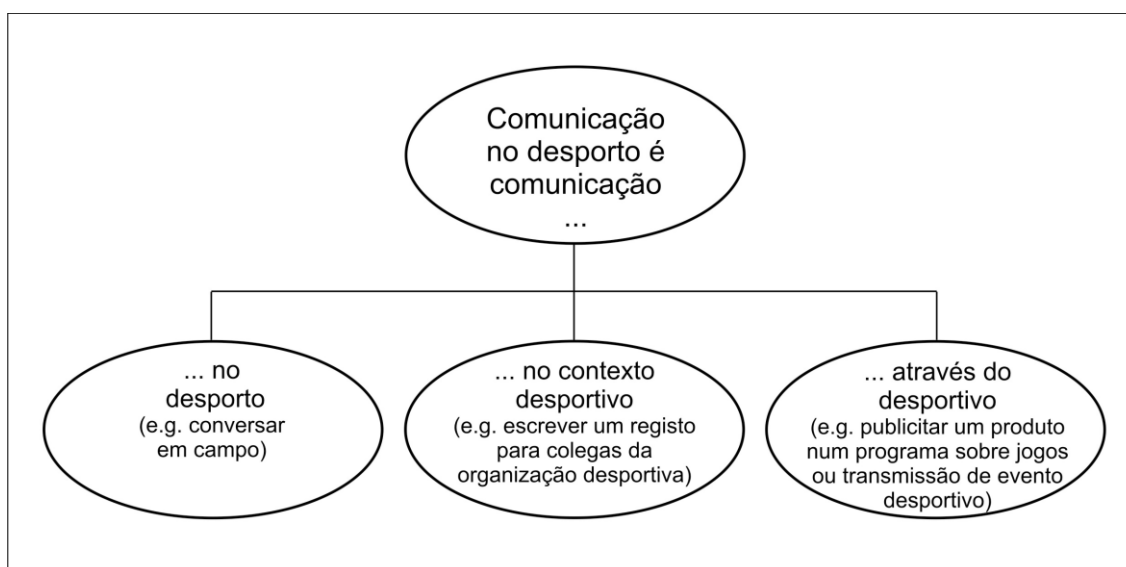 Comunicação
no desporto é
comunicação
...
... no
desporto
(e.g. conversar
em campo)
... no contexto
desportivo
(e.g. escrever um registo
para colegas da
organização desportiva)
... através do
desportivo
(e.g. publicitar um produto
num programa sobre jogos
ou transmissão de evento
desportivo)